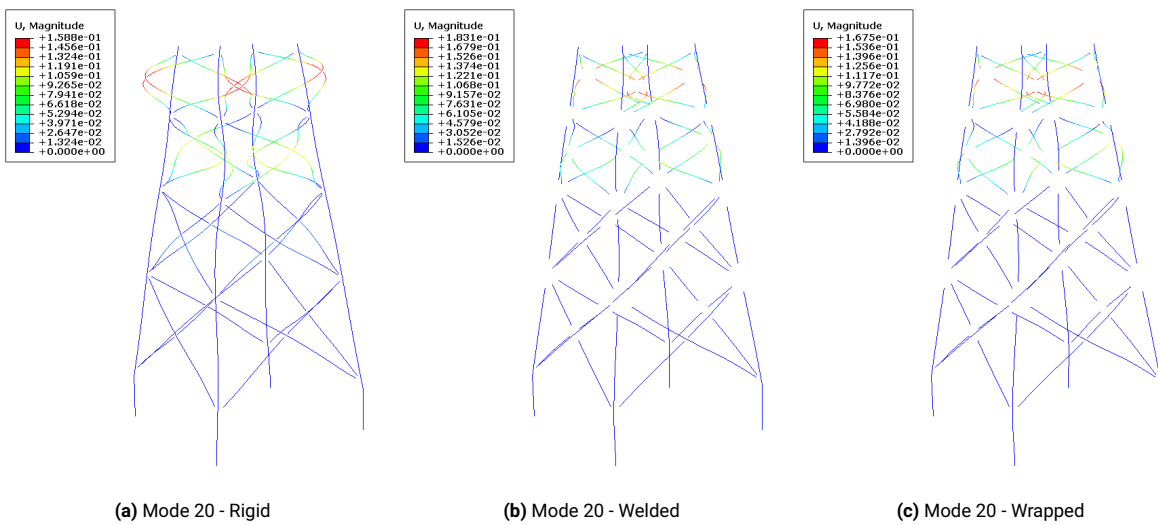 U, Magnitude
+1.588e-01
+1.456e-01
+1.324e-01
+1.191e-01
+1.059e-01
+9.265e-02
+7.941e-02
+6.618e-02
+5.294e-02
+3.971e-02
+2.647e-02
+1.324e-02
+0.000e+00
U, Magnitude
+1.831e-01
+1.679e-01
+1.526e-01
+1.374e-01
+1.221e-01
+1.068e-01
+9.157e-02
+7.631e-02
+6.105e-02
+4.579e-02
+3.052e-02
+1.526e-02
+0.000e+00
U, Magnitude
+1.675e-01
+1.536e-01
+1.396e-01
+1.256e-01
+1.117e-01
+9.772e-02
+8.376e-02
+6.980e-02
+5.584e-02
+4.188e-02
+2.792e-02
+1.396e-02
+0.000e+00
(a) Mode 20 - Rigid
(b) Mode 20 - Welded
(c) Mode 20 - Wrapped